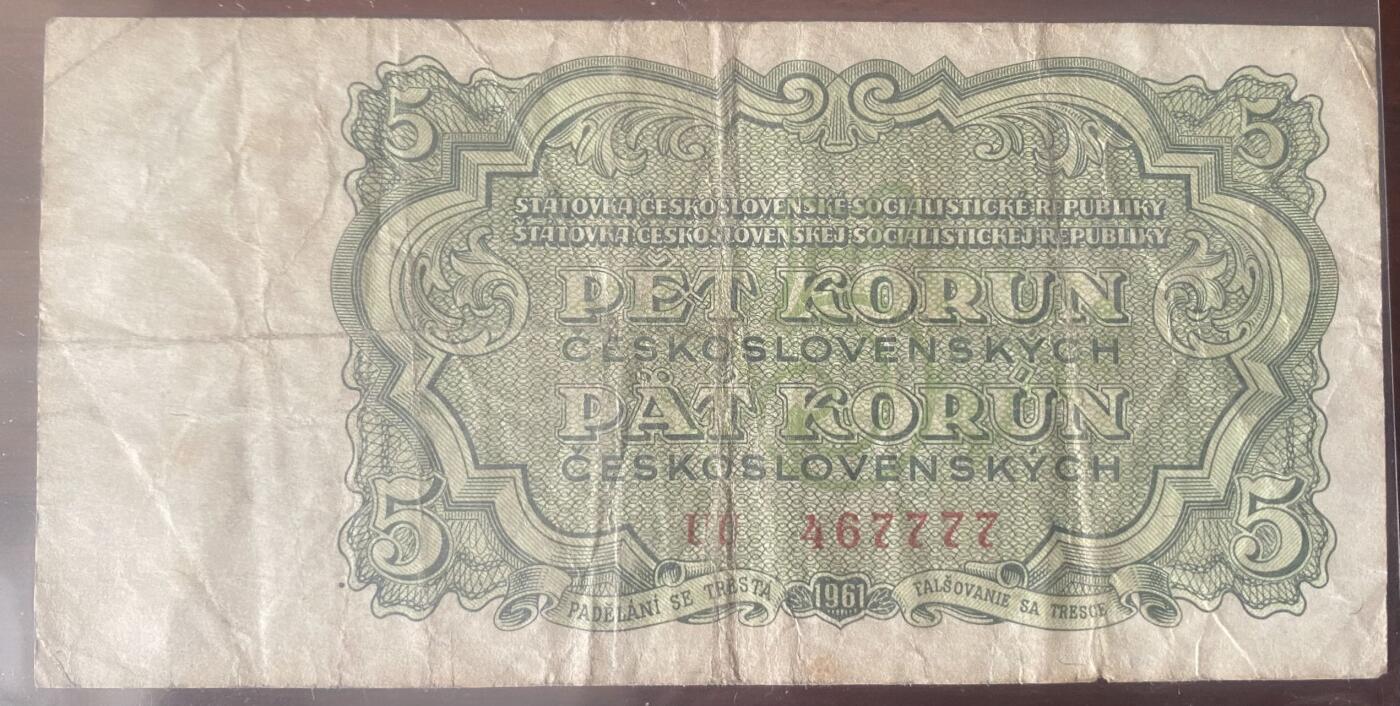 5 5
STÁTOVKA ČESKOSLOVENSKÉ SOCIALISTICKÉ REPUBLIKY
ŠTÁTOVKA ČESKOSLOVENSKEJ SOCIALISTICKEJ REPUBLIKY
PĚT KORUN
ČESKOSLOVENSKÝCH
PÄŤ KORÚN
ČESKOSLOVENSKÝCH
467777
5 5
PADĚLÁNÍ SE TRESTÁ 1961 FALŠOVANIE SA TRESCE